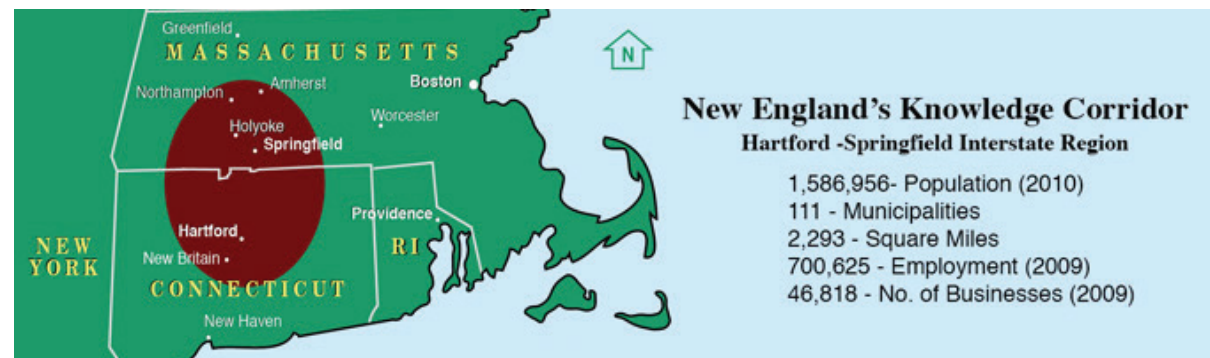 Greenfield
MASSACHUSETTS
Boston
Northampton
Amherst
Worcester
Holyoke
Springfield
Providence
Hartford
NEW
YORK
RI
New Britain
CONNECTICUT
New Haven
N
New England's Knowledge Corridor
Hartford -Springfield Interstate Region
1,586,956- Population (2010)
111 - Municipalities
2,293 - Square Miles
700,625 - Employment (2009)
46,818 - No. of Businesses (2009)